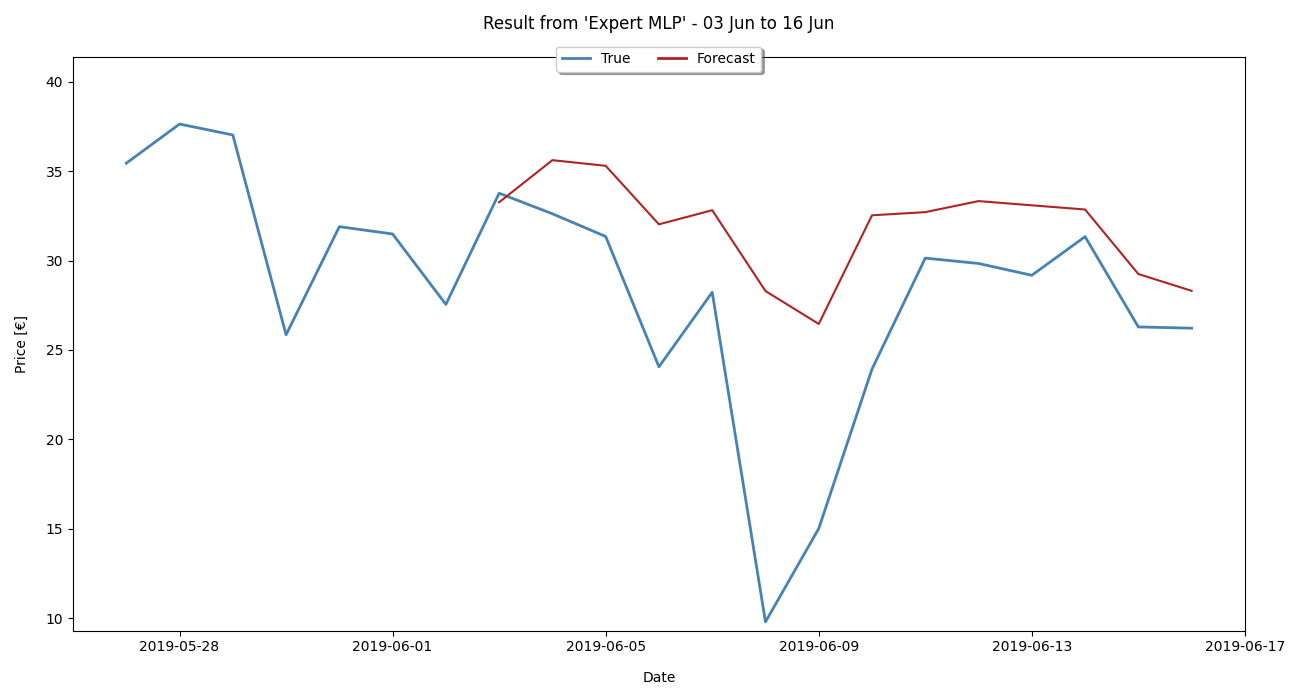 Result from 'Expert MLP' - 03 Jun to 16 Jun
True Forecast
40
35
30
25
20
15
10
Price [€]
2019-05-28 2019-06-01 2019-06-05 2019-06-09 2019-06-13 2019-06-17
Date